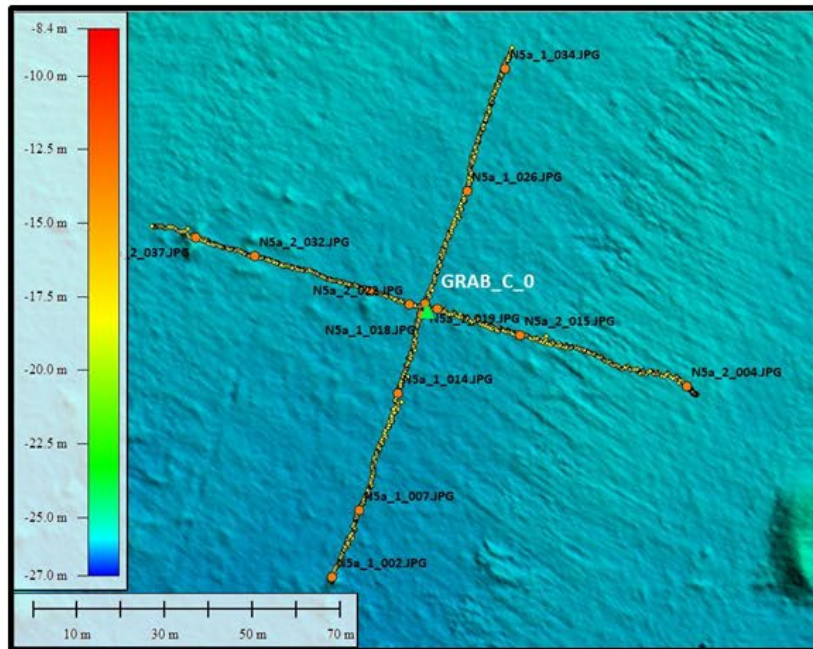 -8.4 m
-10.0 m
-12.5 m
-15.0 m
-17.5 m
-20.0 m
-22.5 m
-25.0 m
-27.0 m
N5a_1_034.JPG
N5a_1_026.JPG
N5a_2_032.JPG
_2_037.JPG
GRAB_C_0
N5a_1_018.JPG
N5a_2_015.JPG
N5a_2_004.JPG
N5a_1_014.JPG
N5a_1_007.JPG
N5a_1_002.JPG
10 m 30 m 50 m 70 m